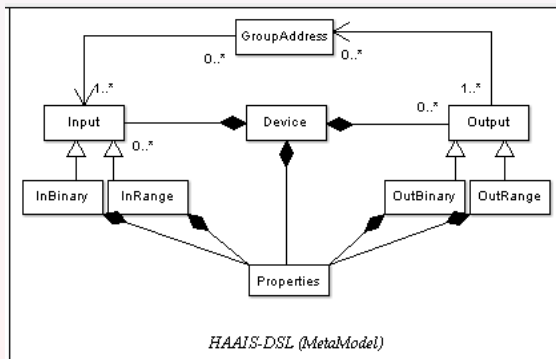 GroupAddress
0..*
0..*
1..*
1..*
0..*
Input
Device
Output
0..*
InBinary
InRange
OutBinary
OutRange
Properties
HAAIS-DSL (MetaModel)